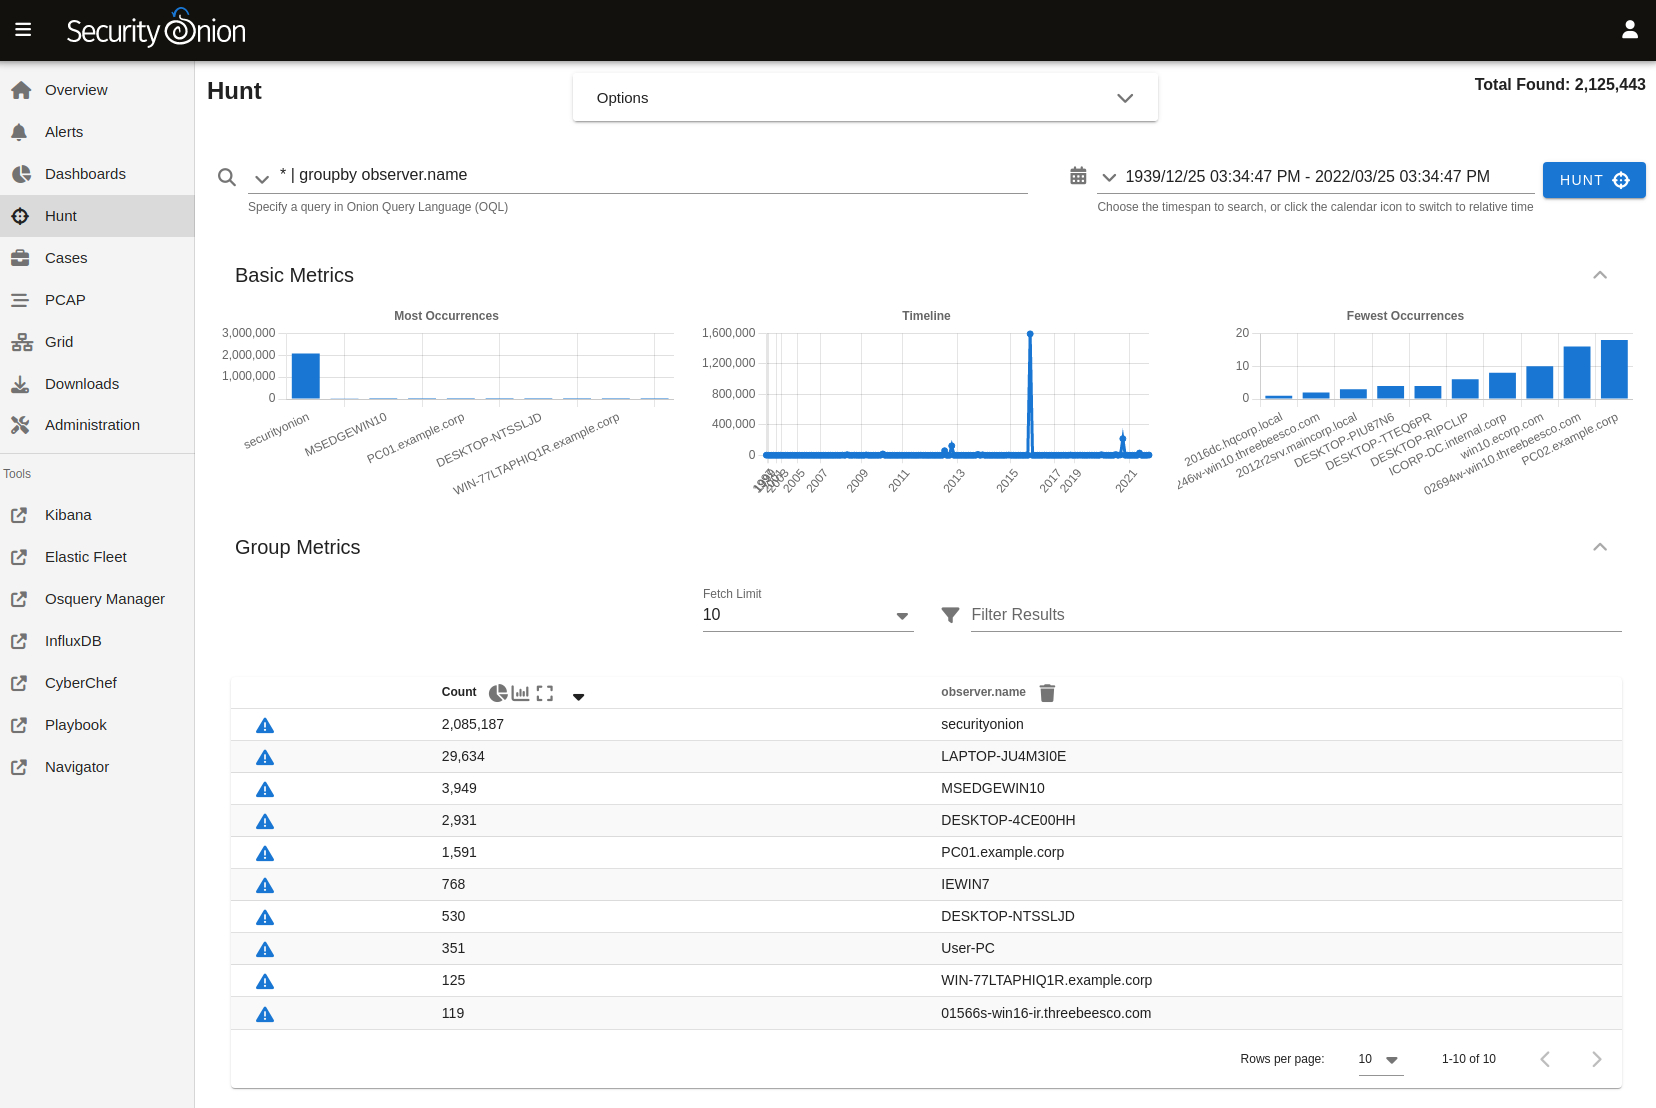 Security Onion
Overview
Alerts
Dashboards
Hunt
Cases
PCAP
Grid
Downloads
Administration
Tools
Kibana
Elastic Fleet
Osquery Manager
InfluxDB
CyberChef
Playbook
Navigator
Hunt
Options
Total Found: 2,125,443
* | groupby observer.name
Specify a query in Onion Query Language (OQL)
1939/12/25 03:34:47 PM - 2022/03/25 03:34:47 PM
Choose the timespan to search, or click the calendar icon to switch to relative time
HUNT
Basic Metrics
Most Occurrences
3,000,000
2,000,000
1,000,000
0
securityonion
MSEDGEWIN10
PC01.example.corp
DESKTOP-NTSSLJD
WIN-77LTAPHIQ1R.example.corp
Timeline
1,600,000
1,200,000
800,000
400,000
0
2003
2005
2007
2009
2011
2013
2015
2017
2019
2021
Fewest Occurrences
20
10
0
2016dc.hqcorp.local
246w-win10.threebeesco.com
2012r2srv.maincorp.local
DESKTOP-PIU87N6
DESKTOP-TTEQ6PR
DESKTOP-RIPCLIP
ICORP-DC.internal.corp
win10.ecorp.com
02694w-win10.threebeesco.com
PC02.example.corp
Group Metrics
Fetch Limit
10
Filter Results
Count observer.name
2,085,187 securityonion
29,634 LAPTOP-JU4M3I0E
3,949 MSEDGEWIN10
2,931 DESKTOP-4CE00HH
1,591 PC01.example.corp
768 IEWIN7
530 DESKTOP-NTSSLJD
351 User-PC
125 WIN-77LTAPHIQ1R.example.corp
119 01566s-win16-ir.threebeesco.com
Rows per page: 10 1-10 of 10